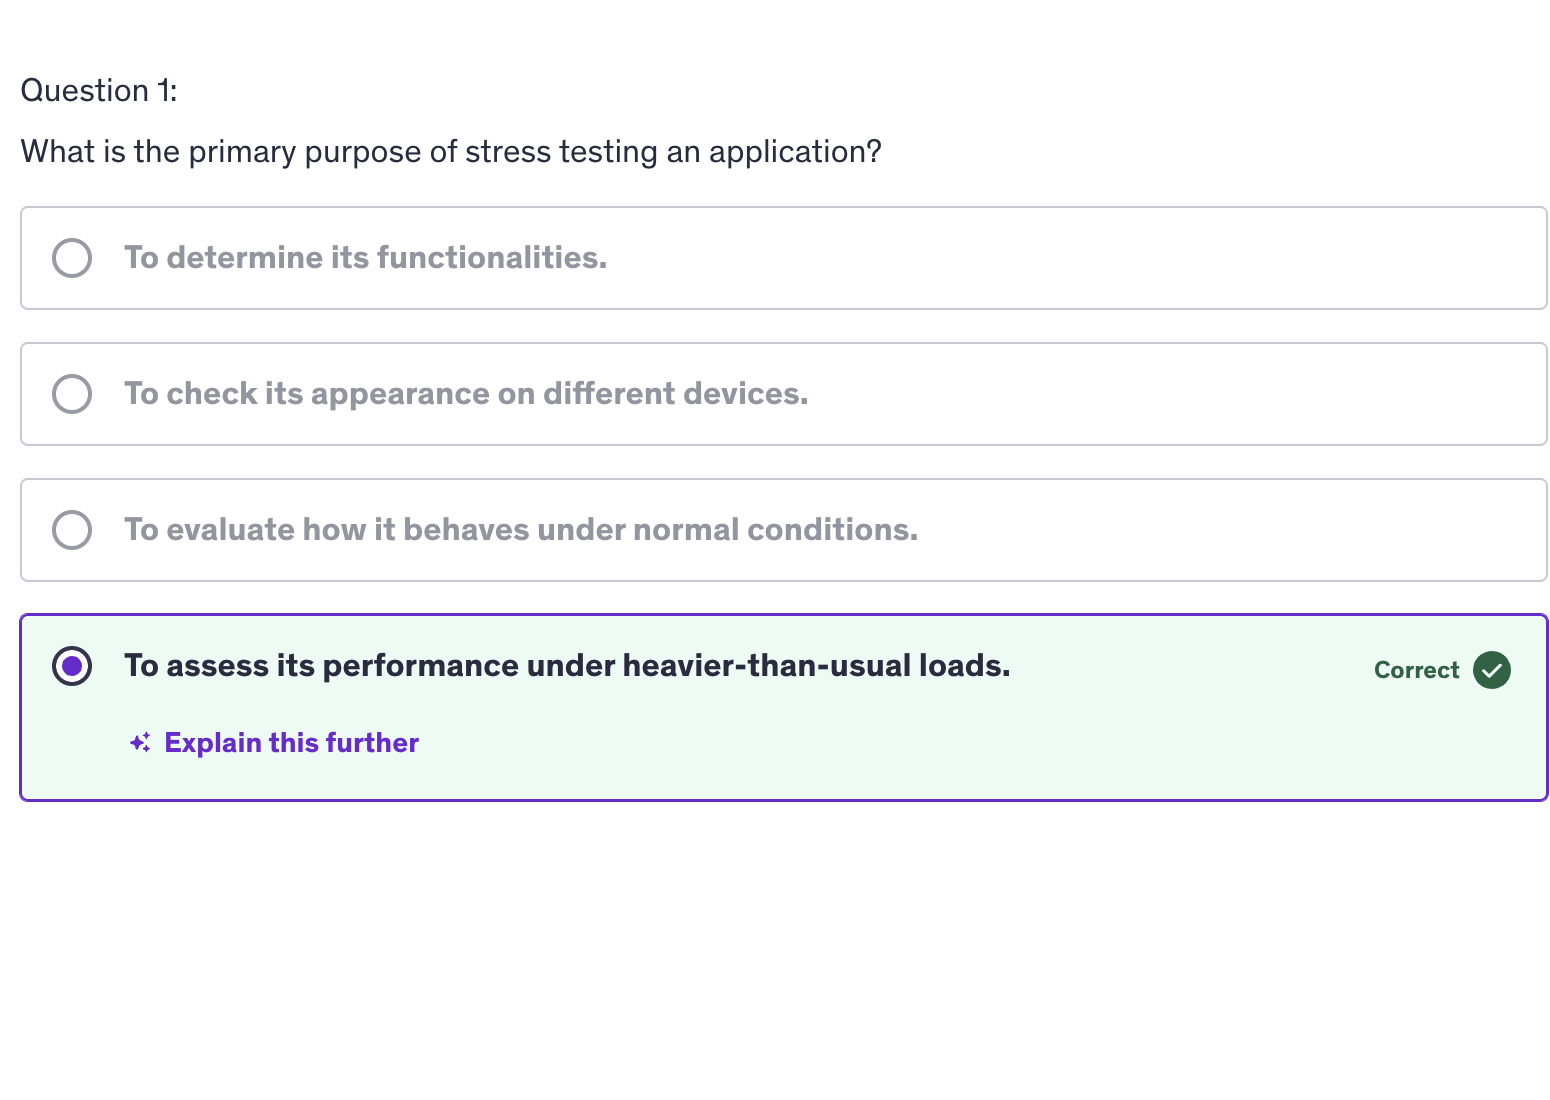 Question 1:
What is the primary purpose of stress testing an application?
To determine its functionalities.
To check its appearance on different devices.
To evaluate how it behaves under normal conditions.
To assess its performance under heavier-than-usual loads.
Correct
Explain this further